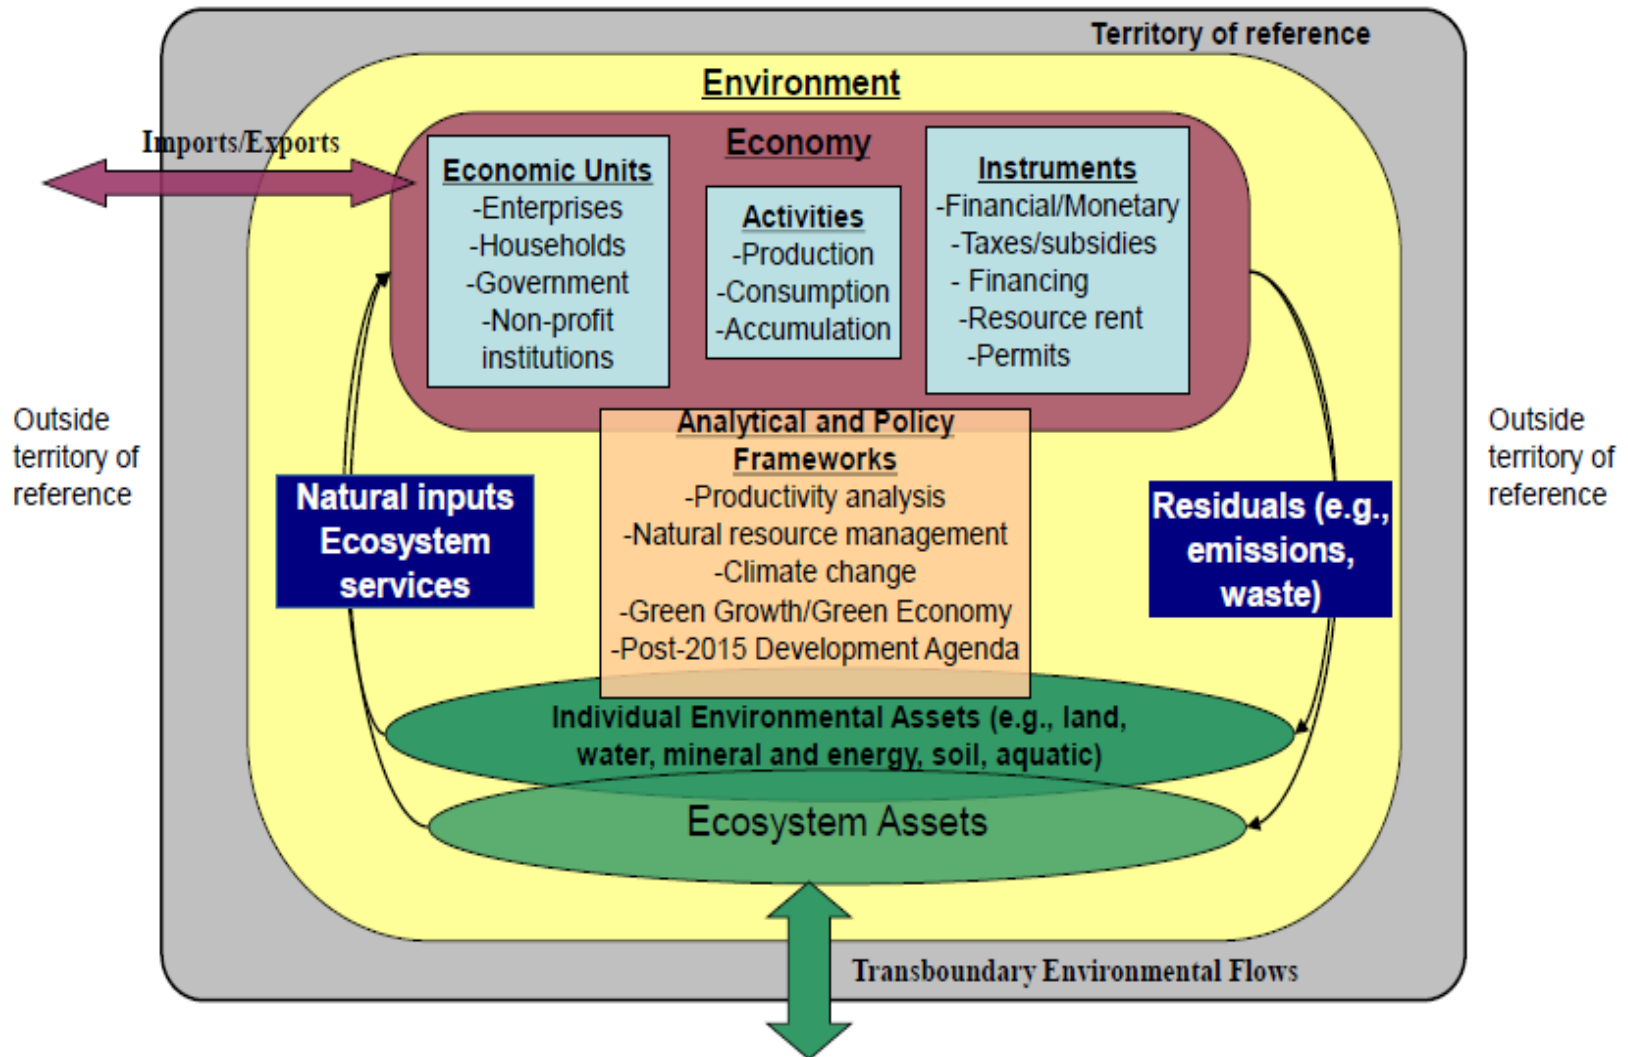 Territory of reference
Environment
Imports/Exports
Economy
Economic Units
-Enterprises
-Households
-Government
-Non-profit
institutions
Activities
-Production
-Consumption
-Accumulation
Instruments
-Financial/Monetary
-Taxes/subsidies
- Financing
-Resource rent
-Permits
Outside
territory of
reference
Natural inputs
Ecosystem
services
Analytical and Policy
Frameworks
-Productivity analysis
-Natural resource management
-Climate change
-Green Growth/Green Economy
-Post-2015 Development Agenda
Residuals (e.g.,
emissions,
waste)
Outside
territory of
reference
Individual Environmental Assets (e.g., land,
water, mineral and energy, soil, aquatic)
Ecosystem Assets
Transboundary Environmental Flows